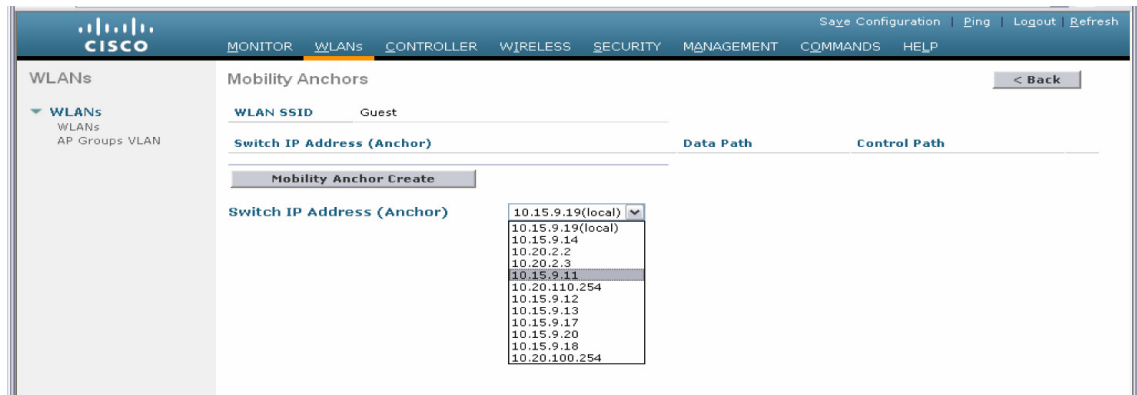 Save Configuration | Ping | Logout | Refresh
CISCO
MONITOR WLANs CONTROLLER WIRELESS SECURITY MANAGEMENT COMMANDS HELP
WLANs
Mobility Anchors
< Back
WLANs
WLANs
AP Groups VLAN
WLAN SSID Guest
Switch IP Address (Anchor) Data Path Control Path
Mobility Anchor Create
Switch IP Address (Anchor) 10.15.9.19(local)
10.15.9.19(local)
10.15.9.14
10.20.2.2
10.20.2.3
10.15.9.11
10.20.110.254
10.15.9.12
10.15.9.13
10.15.9.17
10.15.9.20
10.15.9.18
10.20.100.254